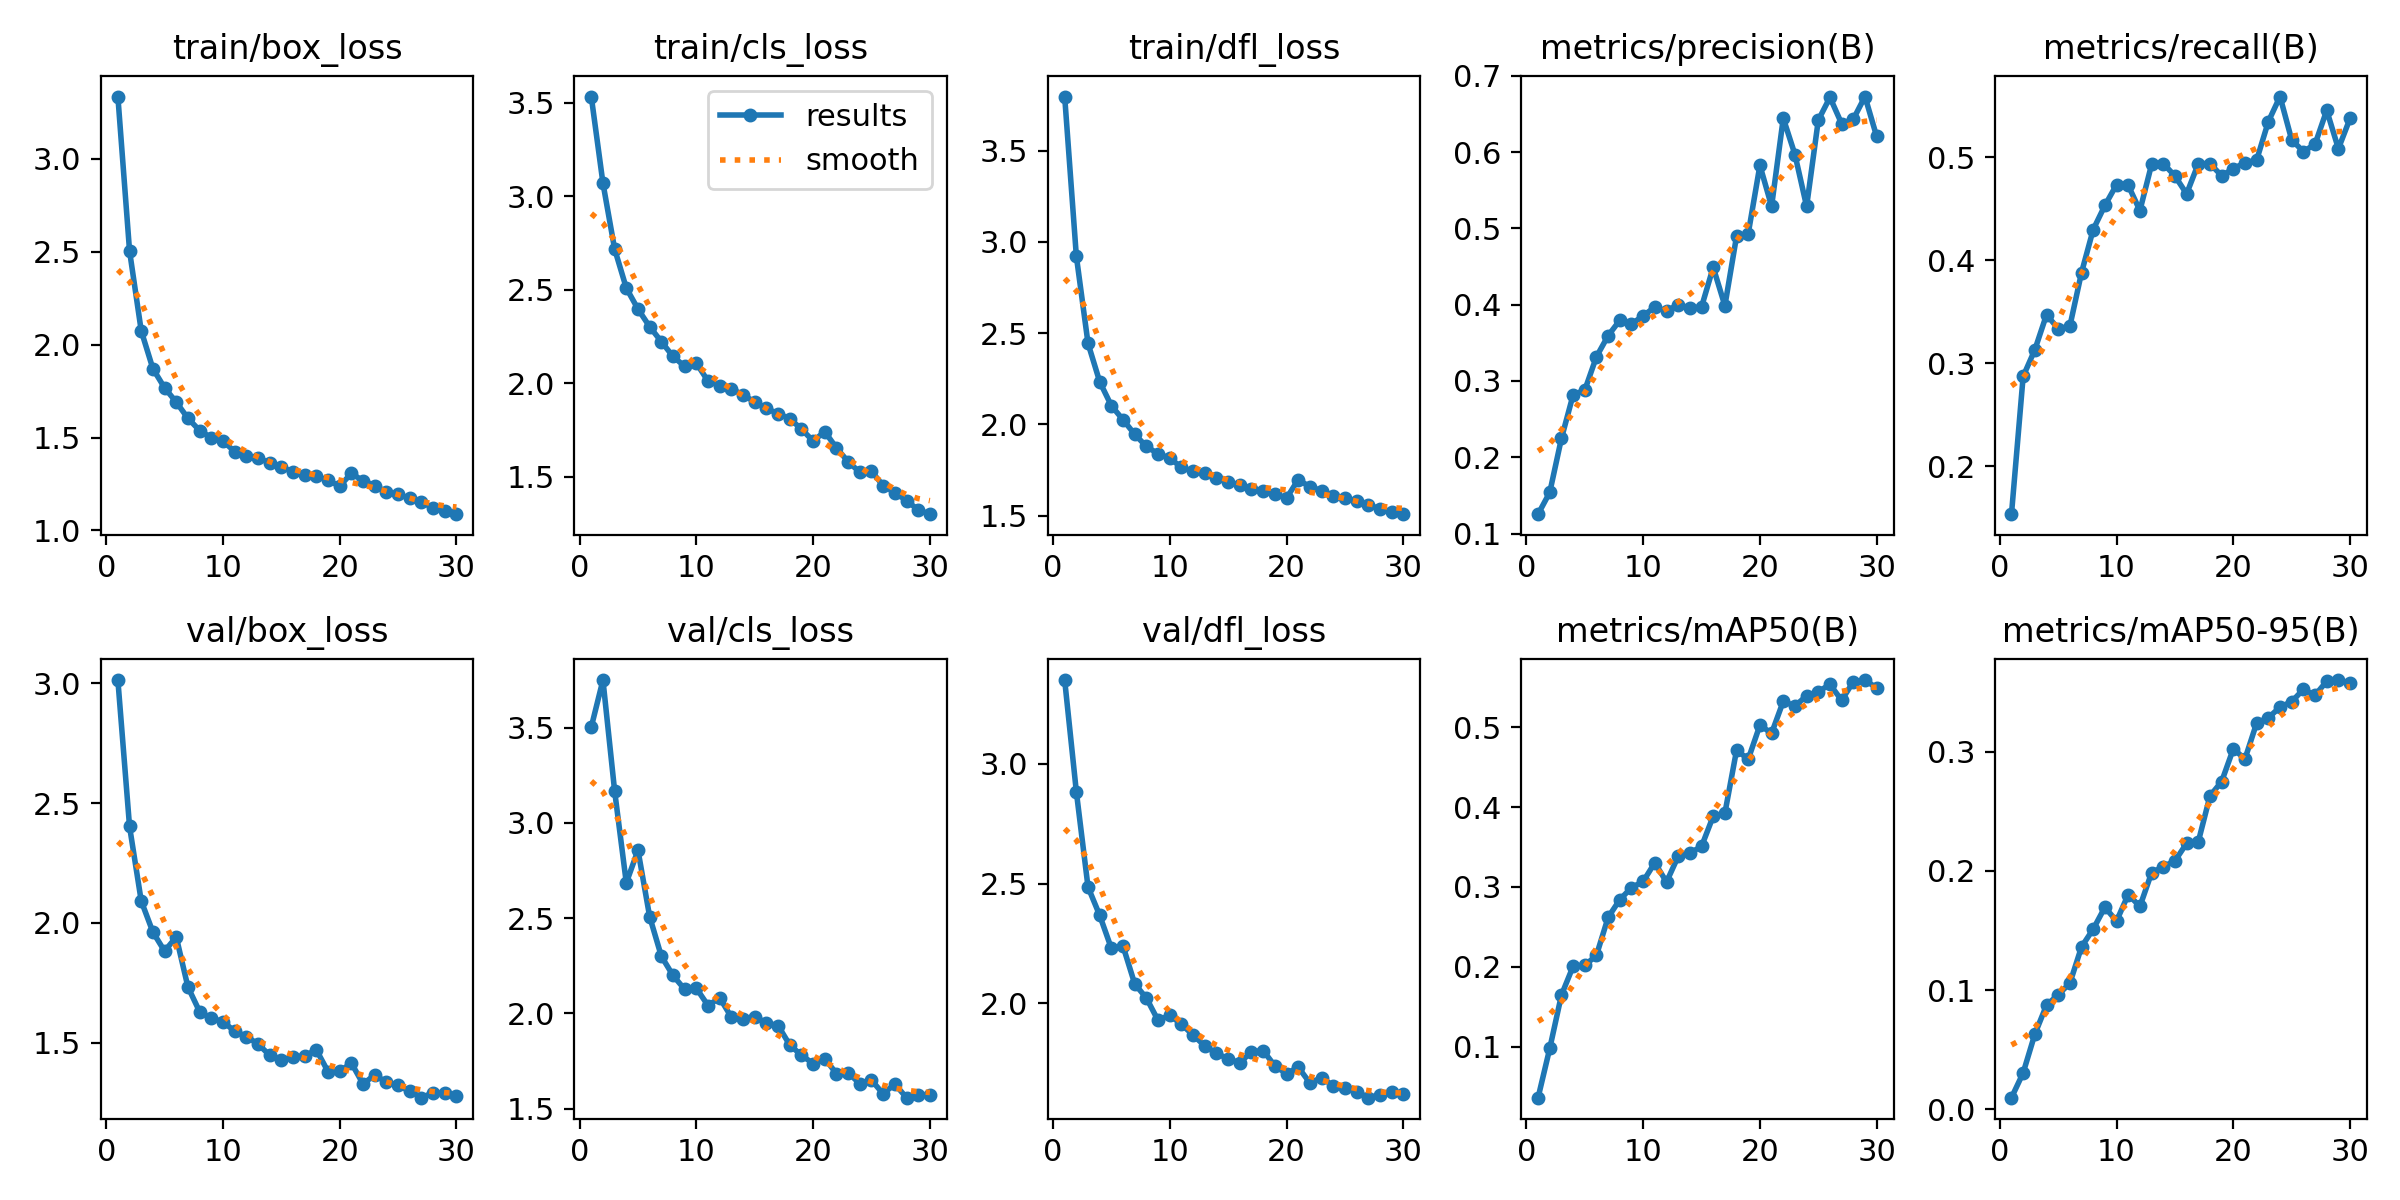 train/box_loss
train/cls_loss
train/dfl_loss
metrics/precision(B)
metrics/recall(B)
results
smooth
3.0
2.5
2.0
1.5
1.0
0 10 20 30
3.5
3.0
2.5
2.0
1.5
0 10 20 30
3.5
3.0
2.5
2.0
1.5
0 10 20 30
0.7
0.6
0.5
0.4
0.3
0.2
0.1
0 10 20 30
0.5
0.4
0.3
0.2
0 10 20 30
val/box_loss
val/cls_loss
val/dfl_loss
metrics/mAP50(B)
metrics/mAP50-95(B)
3.0
2.5
2.0
1.5
0 10 20 30
3.5
3.0
2.5
2.0
1.5
0 10 20 30
3.0
2.5
2.0
0 10 20 30
0.5
0.4
0.3
0.2
0.1
0 10 20 30
0.3
0.2
0.1
0.0
0 10 20 30